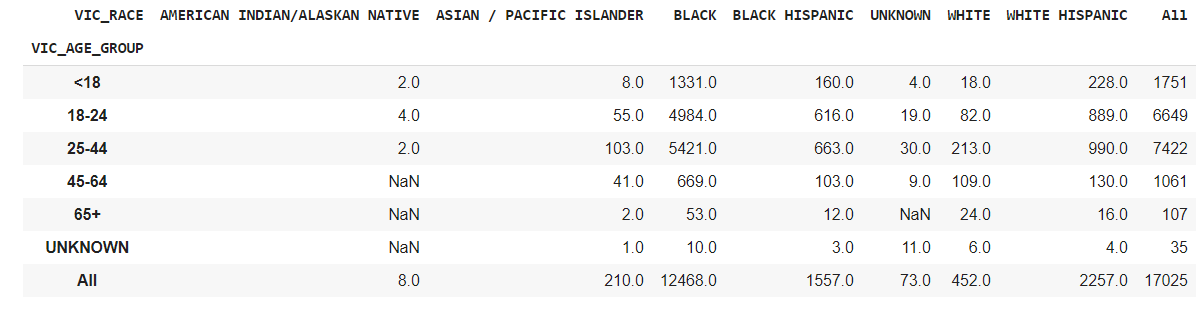 VIC_RACE AMERICAN INDIAN/ALASKAN NATIVE ASIAN / PACIFIC ISLANDER BLACK BLACK HISPANIC UNKNOWN WHITE WHITE HISPANIC All
VIC_AGE_GROUP
<18 2.0 8.0 1331.0 160.0 4.0 18.0 228.0 1751
18-24 4.0 55.0 4984.0 616.0 19.0 82.0 889.0 6649
25-44 2.0 103.0 5421.0 663.0 30.0 213.0 990.0 7422
45-64 NaN 41.0 669.0 103.0 9.0 109.0 130.0 1061
65+ NaN 2.0 53.0 12.0 NaN 24.0 16.0 107
UNKNOWN NaN 1.0 10.0 3.0 11.0 6.0 4.0 35
All 8.0 210.0 12468.0 1557.0 73.0 452.0 2257.0 17025